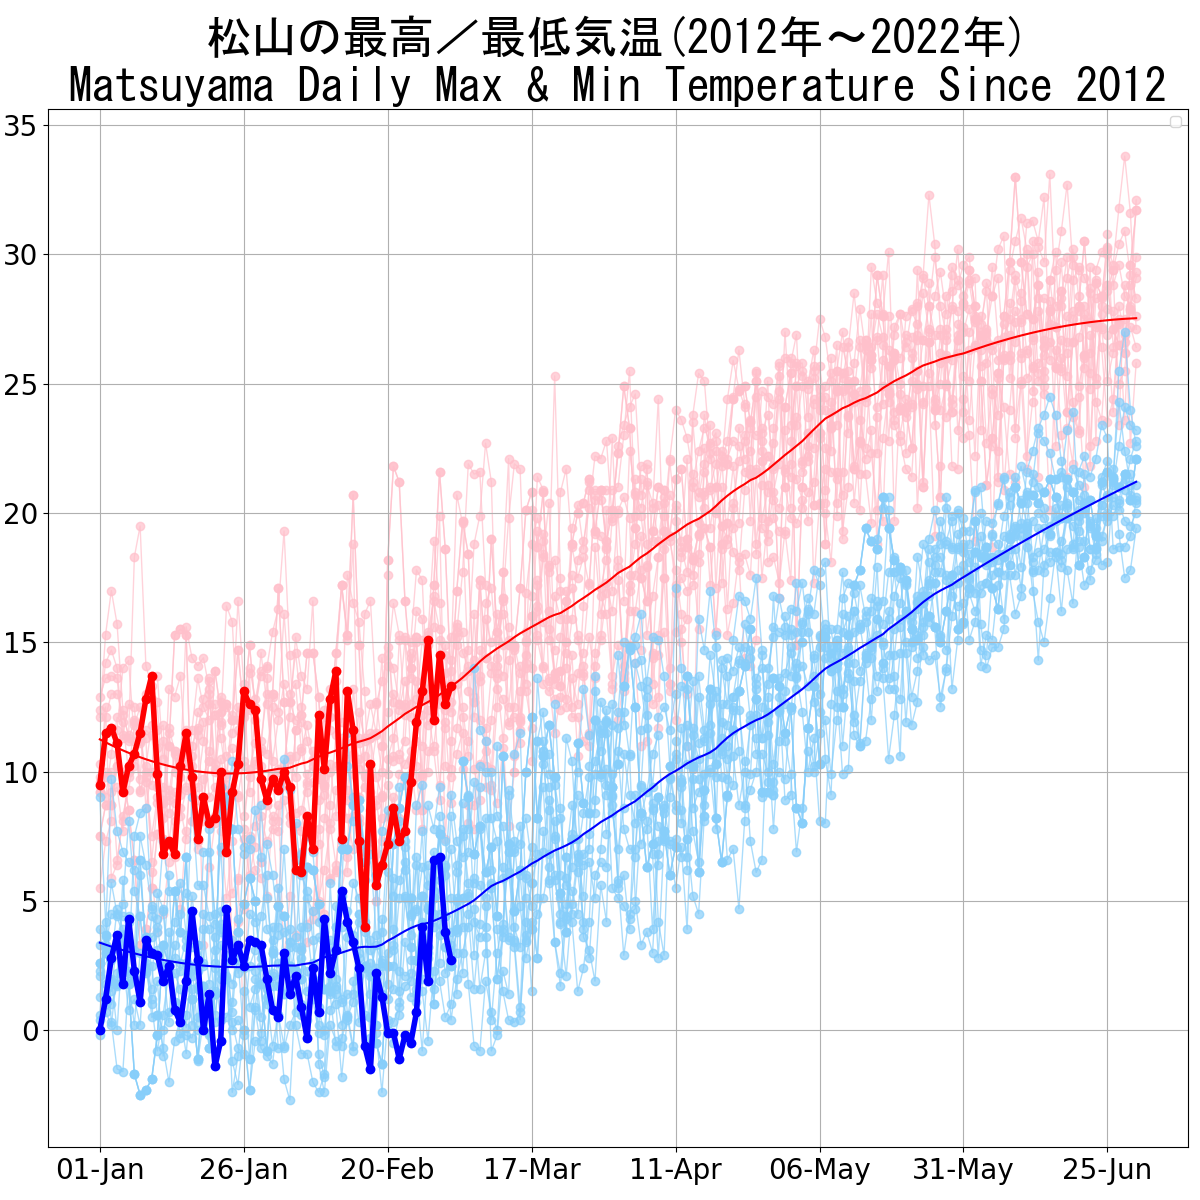 松山の最高／最低気温(2012年～2022年)
Matsuyama Daily Max & Min Temperature Since 2012
35
30
25
20
15
10
5
0
01-Jan 26-Jan 20-Feb 17-Mar 11-Apr 06-May 31-May 25-Jun